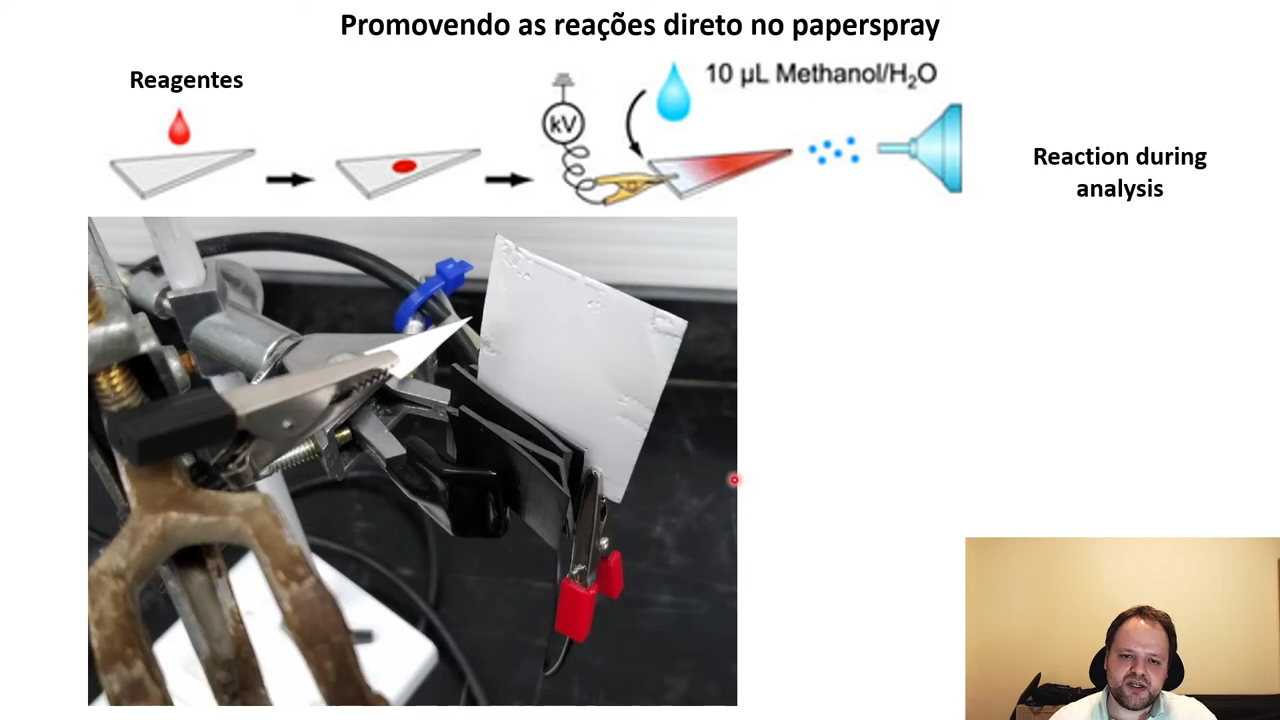 Promovendo as reações direto no paperspray
Reagentes
kV
10 µL Methanol/H₂O
Reaction during
analysis